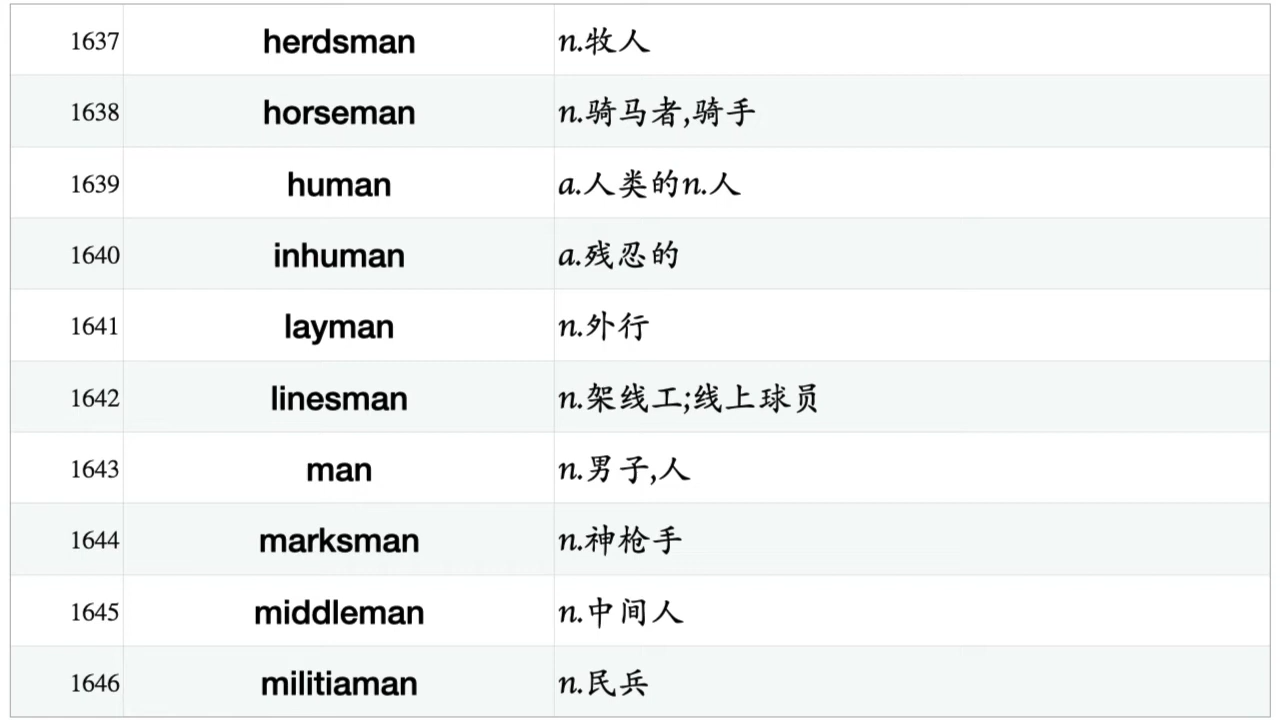 1637 herdsman n.牧人
1638 horseman n.骑马者,骑手
1639 human a.人类的n.人
1640 inhuman a.残忍的
1641 layman n.外行
1642 linesman n.架线工;线上球员
1643 man n.男子,人
1644 marksman n.神枪手
1645 middleman n.中间人
1646 militiaman n.民兵